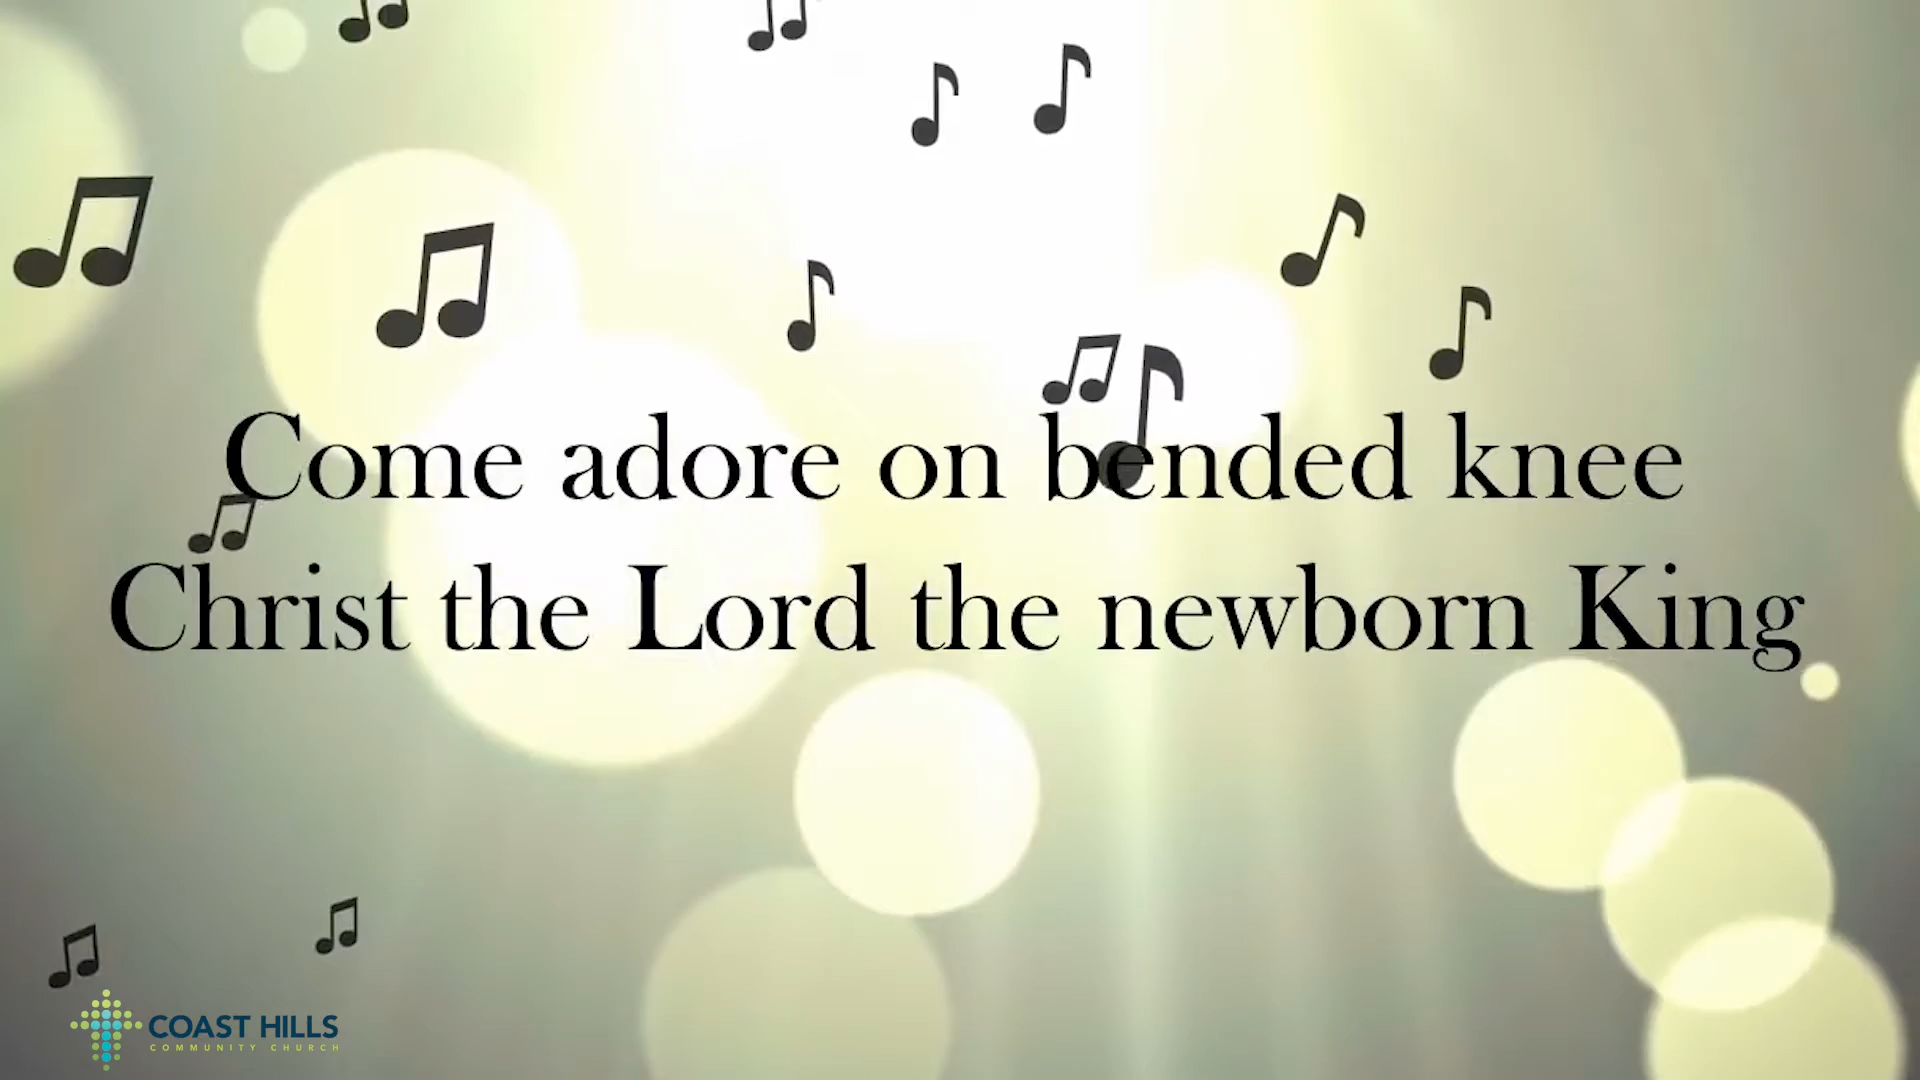 Come adore on bended knee
Christ the Lord the newborn King
COAST HILLS
COMMUNITY CHURCH